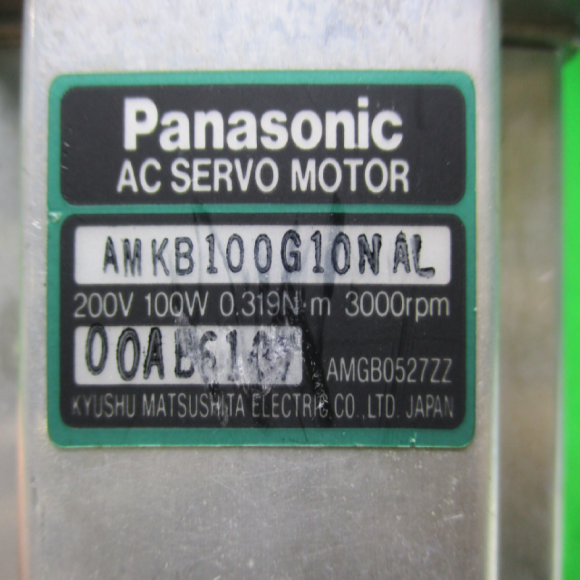 Panasonic
AC SERVO MOTOR
AMKB100G10NAL
200V 100W 0.319N·m 3000rpm
AMGB0527ZZ
KYUSHU MATSUSHITA ELECTRIC CO., LTD. JAPAN